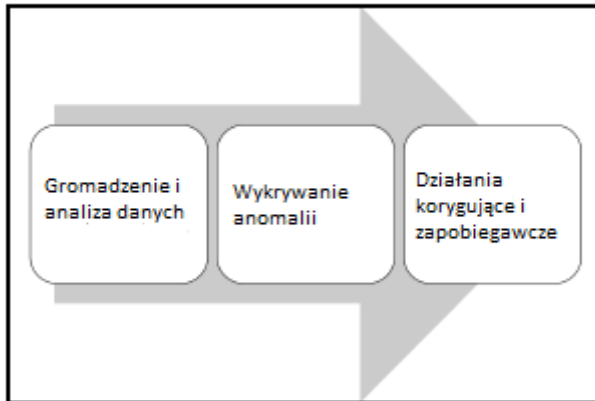 Gromadzenie i
analiza danych
Wykrywanie
anomalii
Działania
korygujące i
zapobiegawcze